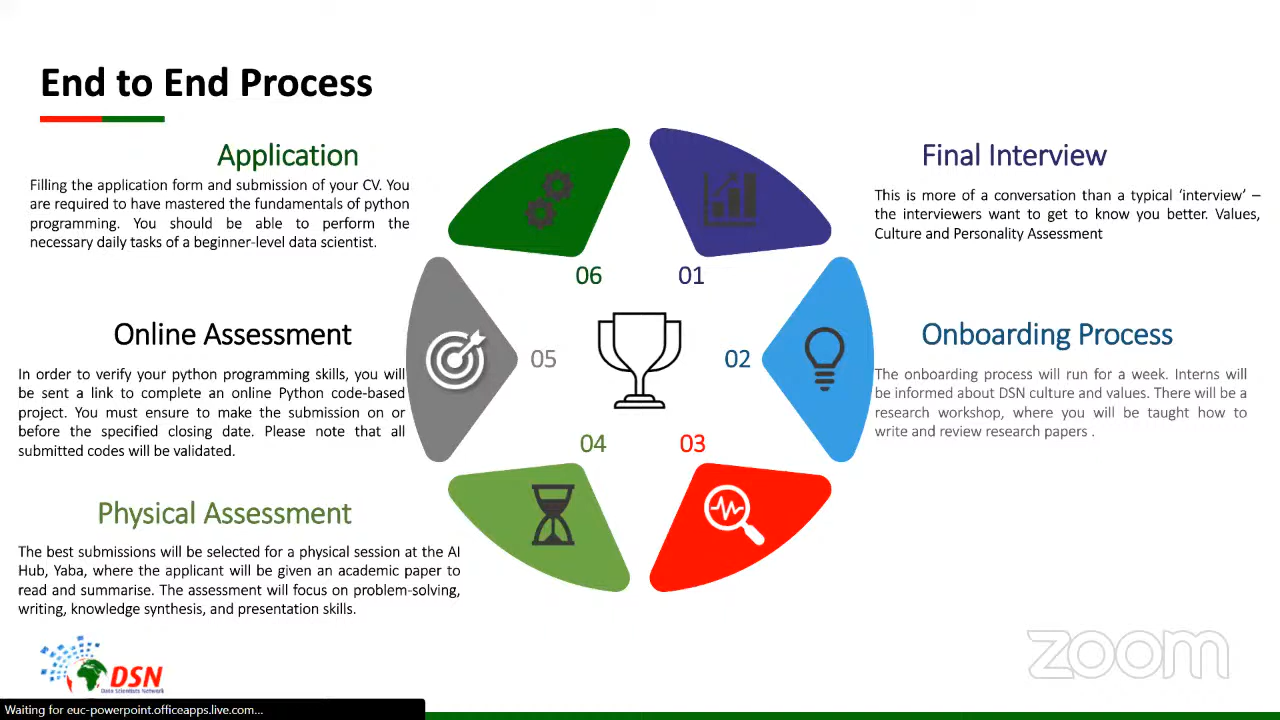 End to End Process
Application
Filling the application form and submission of your CV. You
are required to have mastered the fundamentals of python
programming. You should be able to perform the
necessary daily tasks of a beginner-level data scientist.
Online Assessment
In order to verify your python programming skills, you will
be sent a link to complete an online Python code-based
project. You must ensure to make the submission on or
before the specified closing date. Please note that all
submitted codes will be validated.
Physical Assessment
The best submissions will be selected for a physical session at the AI
Hub, Yaba, where the applicant will be given an academic paper to
read and summarise. The assessment will focus on problem-solving,
writing, knowledge synthesis, and presentation skills.
06
01
05
02
04
03
Final Interview
This is more of a conversation than a typical ‘interview’ –
the interviewers want to get to know you better. Values,
Culture and Personality Assessment
Onboarding Process
The onboarding process will run for a week. Interns will
be informed about DSN culture and values. There will be a
research workshop, where you will be taught how to
write and review research papers .
DSN
Data Scientists Network
zoom
Waiting for euc-powerpoint.officeapps.live.com...